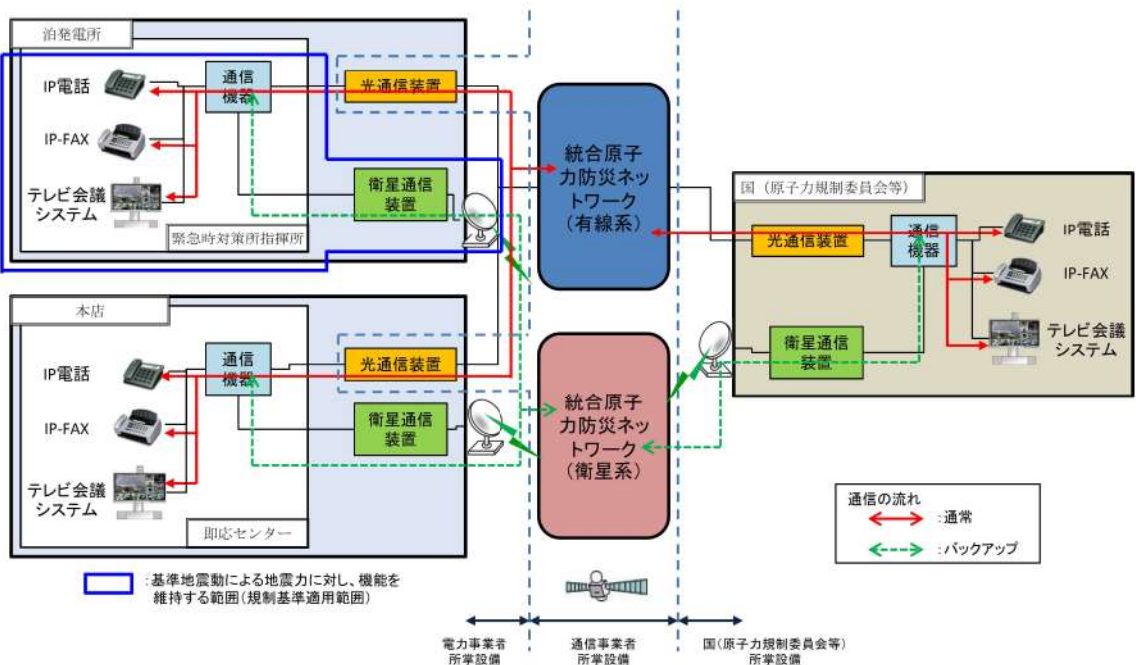 泊発電所
IP電話
IP-FAX
テレビ会議
システム
通信
機器
光通信装置
衛星通信
装置
緊急時対策所指揮所
本店
IP電話
IP-FAX
テレビ会議
システム
通信
機器
光通信装置
衛星通信
装置
即応センター
統合原子
力防災ネッ
トワーク
(有線系)
統合原子
力防災ネッ
トワーク
(衛星系)
国（原子力規制委員会等）
光通信装置
通信
機器
衛星通信
装置
IP電話
IP-FAX
テレビ会議
システム
通信の流れ
:通常
:バックアップ
:基準地震動による地震力に対し、機能を
維持する範囲(規制基準適用範囲)
電力事業者
所掌設備
通信事業者
所掌設備
国(原子力規制委員会等)
所掌設備